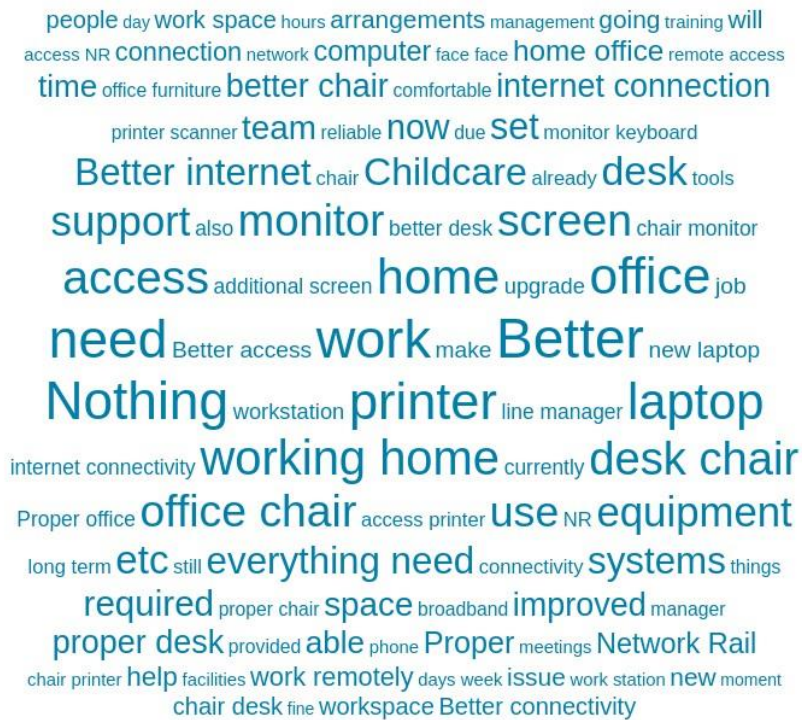 people day work space hours arrangements management going training will
access NR connection network computer face face home office remote access
time office furniture better chair comfortable internet connection
printer scanner team reliable now due set monitor keyboard
Better internet chair Childcare already desk tools
support also monitor better desk screen chair monitor
access additional screen home upgrade office job
need Better access work make Better new laptop
Nothing workstation printer line manager laptop
internet connectivity working home currently desk chair
Proper office office chair access printer use NR equipment
long term etc still everything need connectivity systems things
required proper chair space broadband improved manager
proper desk provided able phone Proper meetings Network Rail
chair printer help facilities work remotely days week issue work station new moment
chair desk fine workspace Better connectivity